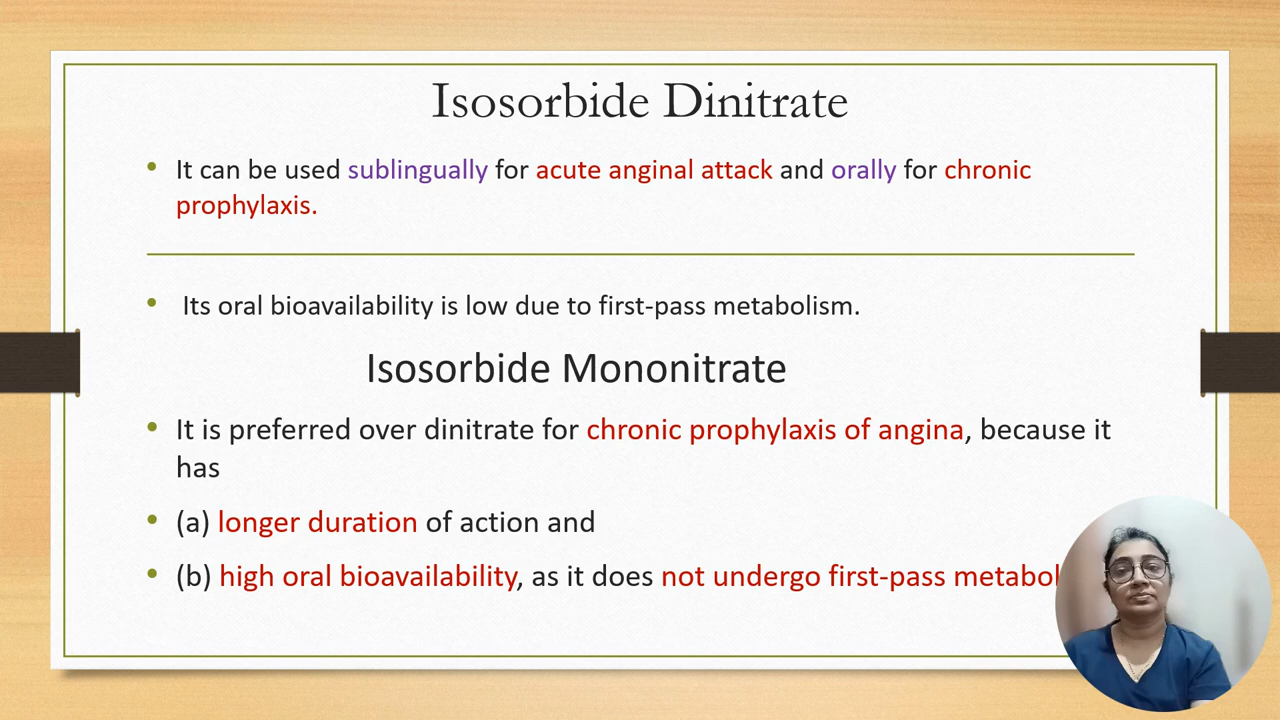 Isosorbide Dinitrate
• It can be used sublingually for acute anginal attack and orally for chronic
prophylaxis.
• Its oral bioavailability is low due to first-pass metabolism.
Isosorbide Mononitrate
• It is preferred over dinitrate for chronic prophylaxis of angina, because it
has
• (a) longer duration of action and
• (b) high oral bioavailability, as it does not undergo first-pass metabol